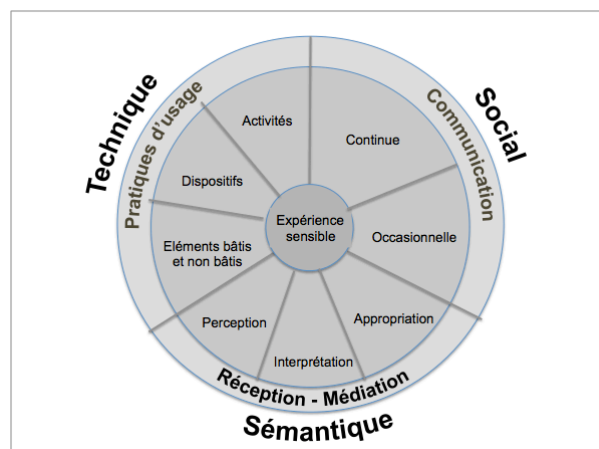 Technique
Pratiques d'usage
Activités
Dispositifs
Eléments bâtis
et non bâtis
Social
Communication
Continue
Occasionnelle
Expérience
sensible
Perception
Interprétation
Appropriation
Réception - Médiation
Sémantique